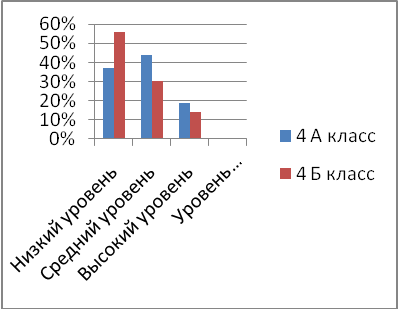 60%
50%
40%
30%
20%
10%
0%
Низкий уровень
Средний уровень
Высокий уровень
Уровень...
4 А класс
4 Б класс